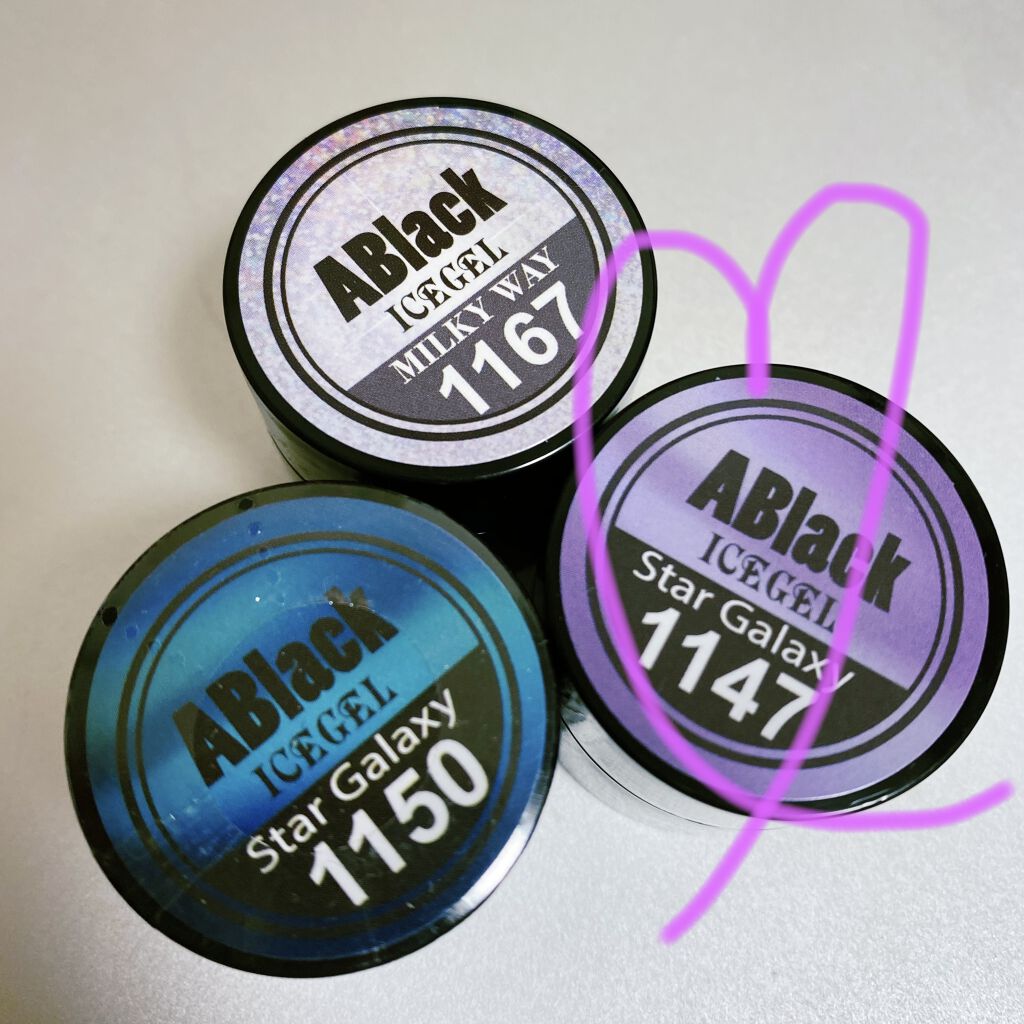 ABlack
ICEGEL
MILKY WAY
1167
ABlack
ICEGEL
Star Galaxy
1147
ABlack
ICEGEL
Star Galaxy
1150